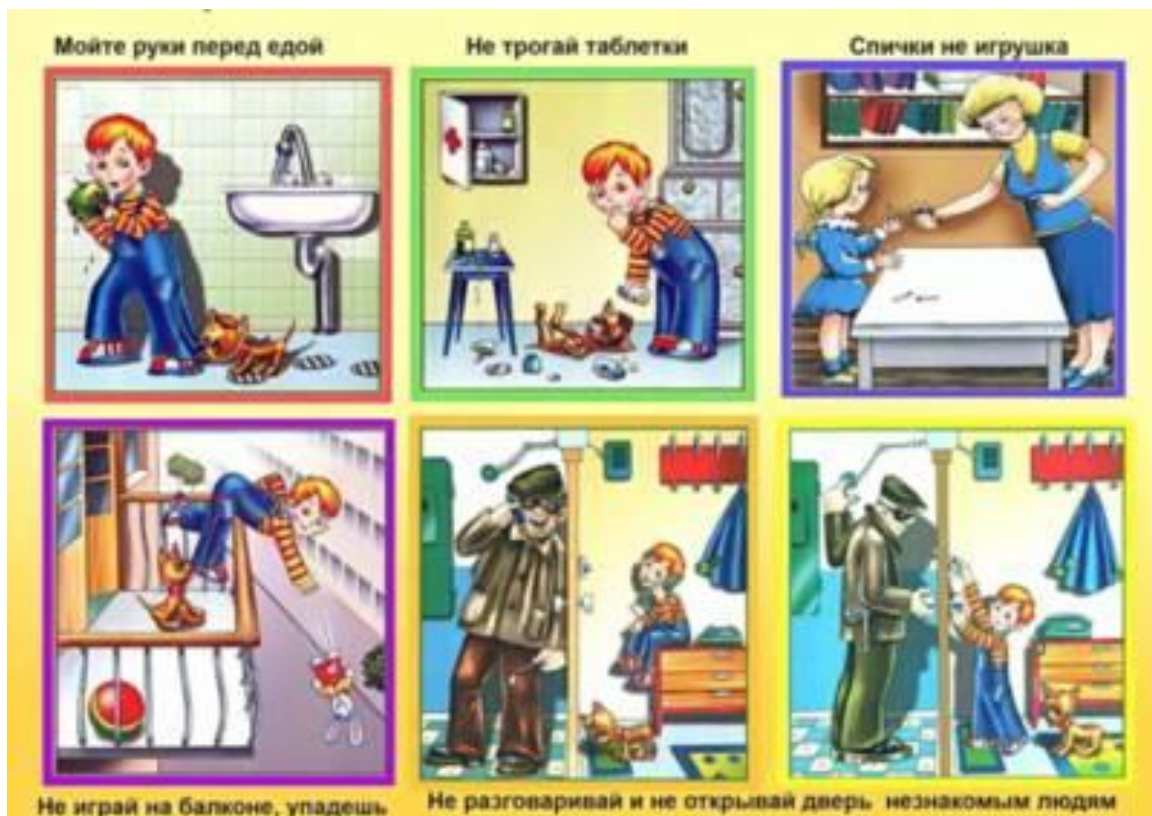 Мойте руки перед едой
Не трогай таблетки
Спички не игрушка
Не играй на балконе, упадешь
Не разговаривай и не открывай дверь незнакомым людям